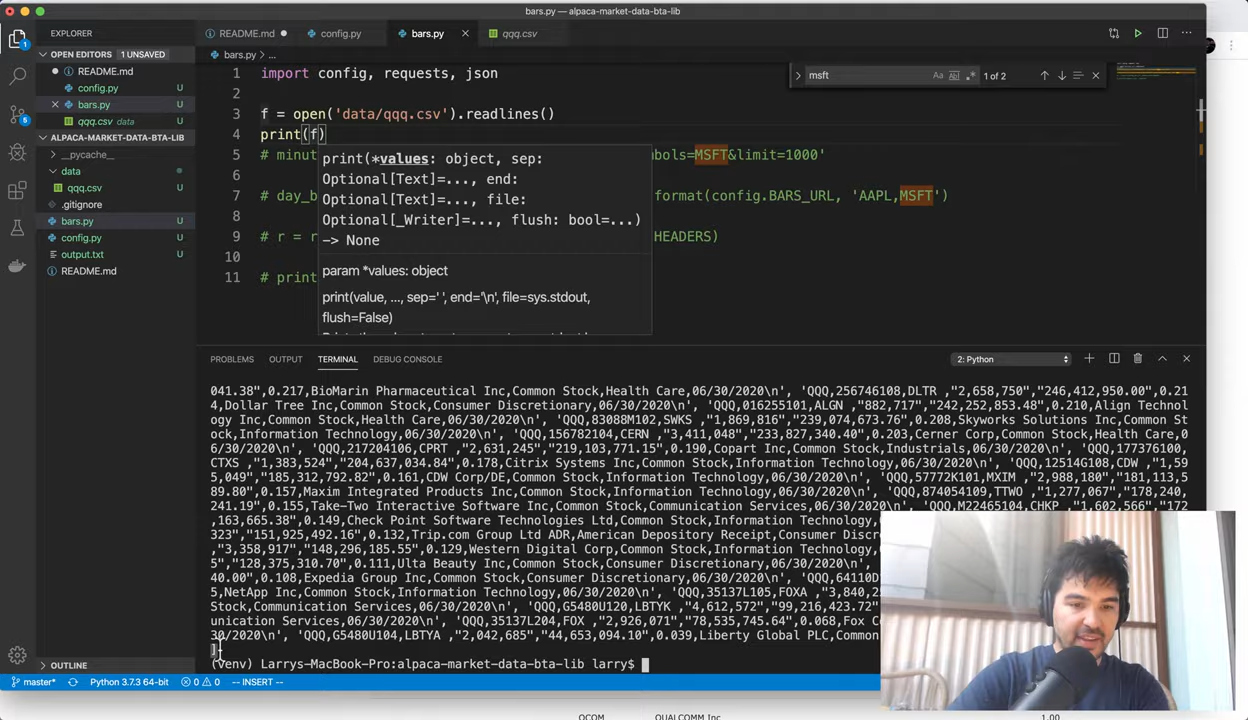 bars.py — alpaca-market-data-bta-lib
EXPLORER
README.md
config.py
bars.py
qqq.csv
OPEN EDITORS
1 UNSAVED
bars.py > ...
README.md
config.py U
bars.py U
qqq.csv data U
ALPACA-MARKET-DATA-BTA-LIB
__pycache__
data
qqq.csv U
.gitignore
bars.py U
config.py U
output.txt U
README.md
OUTLINE
1 import config, requests, json
2
3 f = open('data/qqq.csv').readlines()
4 print(f)
5 # minut mbols=MSFT&limit=1000'
7 # day_b format(config.BARS_URL, 'AAPL,MSFT')
8
9 # r = r HEADERS)
10
11 # print
msft
Aa
1 of 2
print(*values: object, sep:
Optional[Text]=..., end:
Optional[Text]=..., file:
Optional[_Writer]=..., flush: bool=...)
-> None
param *values: object
print(value, ..., sep=' ', end='\n', file=sys.stdout,
flush=False)
PROBLEMS OUTPUT TERMINAL DEBUG CONSOLE
2: Python
041.38",0.217,BioMarin Pharmaceutical Inc,Common Stock,Health Care,06/30/2020\n', 'QQQ,256746108,DLTR ,"2,658,750","246,412,950.00",0.21
4,Dollar Tree Inc,Common Stock,Consumer Discretionary,06/30/2020\n', 'QQQ,016255101,ALGN ,"882,717","242,252,853.48",0.210,Align Technol
ogy Inc,Common Stock,Health Care,06/30/2020\n', 'QQQ,83088M102,SWKS ,"1,869,816","239,074,673.76",0.208,Skyworks Solutions Inc,Common St
ock,Information Technology,06/30/2020\n', 'QQQ,156782104,CERN ,"3,411,048","233,827,340.40",0.203,Cerner Corp,Common Stock,Health Care,0
6/30/2020\n', 'QQQ,217204106,CPRT ,"2,631,245","219,103,771.15",0.190,Copart Inc,Common Stock,Industrials,06/30/2020\n', 'QQQ,177376100,
CTXS ,"1,383,524","204,637,034.84",0.178,Citrix Systems Inc,Common Stock,Information Technology,06/30/2020\n', 'QQQ,12514G108,CDW ,"1,59
5,049","185,312,792.82",0.161,CDW Corp/DE,Common Stock,Information Technology,06/30/2020\n', 'QQQ,57772K101,MXIM ,"2,988,180","181,113,5
89.80",0.157,Maxim Integrated Products Inc,Common Stock,Information Technology,06/30/2020\n', 'QQQ,874054109,TTWO ,"1,277,067","178,240,
241.19",0.155,Take-Two Interactive Software Inc,Common Stock,Communication Services,06/30/2020\n', 'QQQ,M22465104,CHKP ,"1,602,566","172
,163,665.38",0.149,Check Point Software Technologies Ltd,Common Stock,Information Technology,
323","151,925,492.16",0.132,Trip.com Group Ltd ADR,American Depository Receipt,Consumer Discre
,"3,358,917","148,296,185.55",0.129,Western Digital Corp,Common Stock,Information Technology,0
5","128,375,310.70",0.111,Ulta Beauty Inc,Common Stock,Consumer Discretionary,06/30/2020\n', '
40.00",0.108,Expedia Group Inc,Common Stock,Consumer Discretionary,06/30/2020\n', 'QQQ,64110D
5,NetApp Inc,Common Stock,Information Technology,06/30/2020\n', 'QQQ,35137L105,FOXA ,"3,840,2
Stock,Communication Services,06/30/2020\n', 'QQQ,G5480U120,LBTYK ,"4,612,572","99,216,423.72"
unication Services,06/30/2020\n', 'QQQ,35137L204,FOX ,"2,926,071","78,535,745.64",0.068,Fox Co
30/2020\n', 'QQQ,G5480U104,LBTYA ,"2,042,685","44,653,094.10",0.039,Liberty Global PLC,Common
]
(venv) Larrys-MacBook-Pro:alpaca-market-data-bta-lib larry$
master* Python 3.7.3 64-bit 0 0 -- INSERT --
QCOM QUALCOMM Inc 1.00